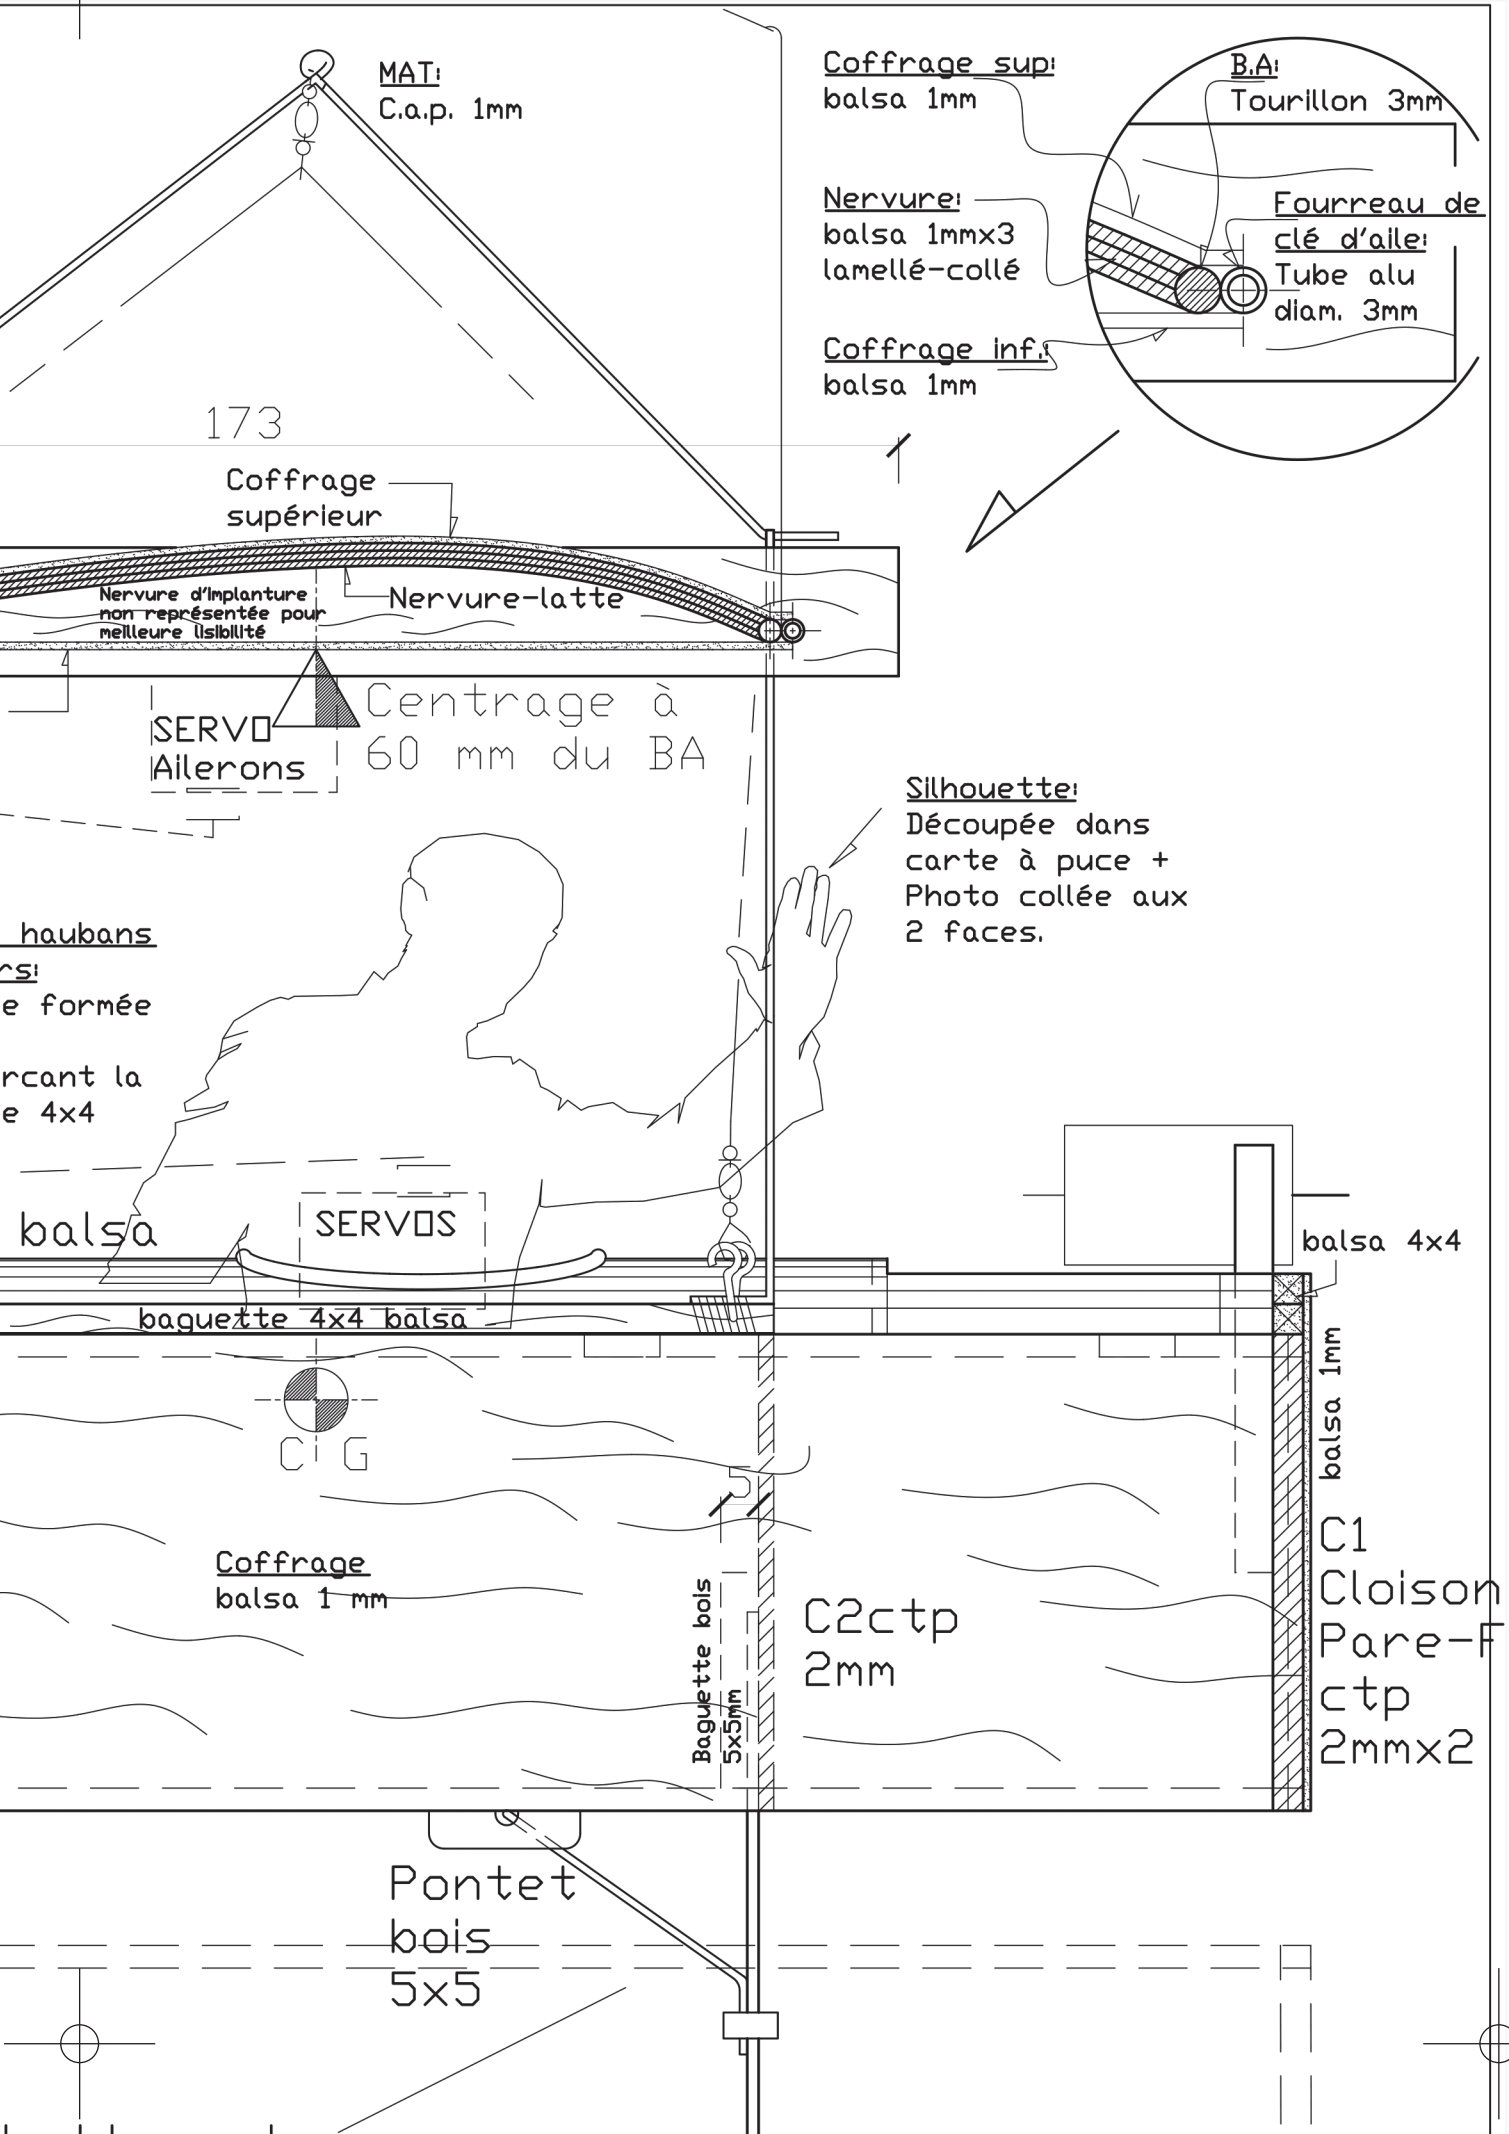 MAT:
C.a.p. 1mm
Coffrage sup:
balsa 1mm
B.A:
Tourillon 3mm
Nervure:
balsa 1mmx3
lamellé-collé
Fourreau de
clé d'aile:
Tube alu
diam. 3mm
Coffrage inf.:
balsa 1mm
173
Coffrage
supérieur
Nervure d'implanture
non représentée pour
meilleure lisibilité
Nervure-latte
SERVO
Ailerons
Centrage à
60 mm du BA
Silhouette:
Découpée dans
carte à puce +
Photo collée aux
2 faces.
haubans
rs:
e formée
rcant la
e 4x4
balsa
SERVOS
baguette 4x4 balsa
balsa 4x4
balsa 1mm
C G
5
Coffrage
balsa 1 mm
Baguette bois
5x5mm
C2ctp
2mm
C1
Cloison
Pare-F
ctp
2mmx2
Pontet
bois
5x5